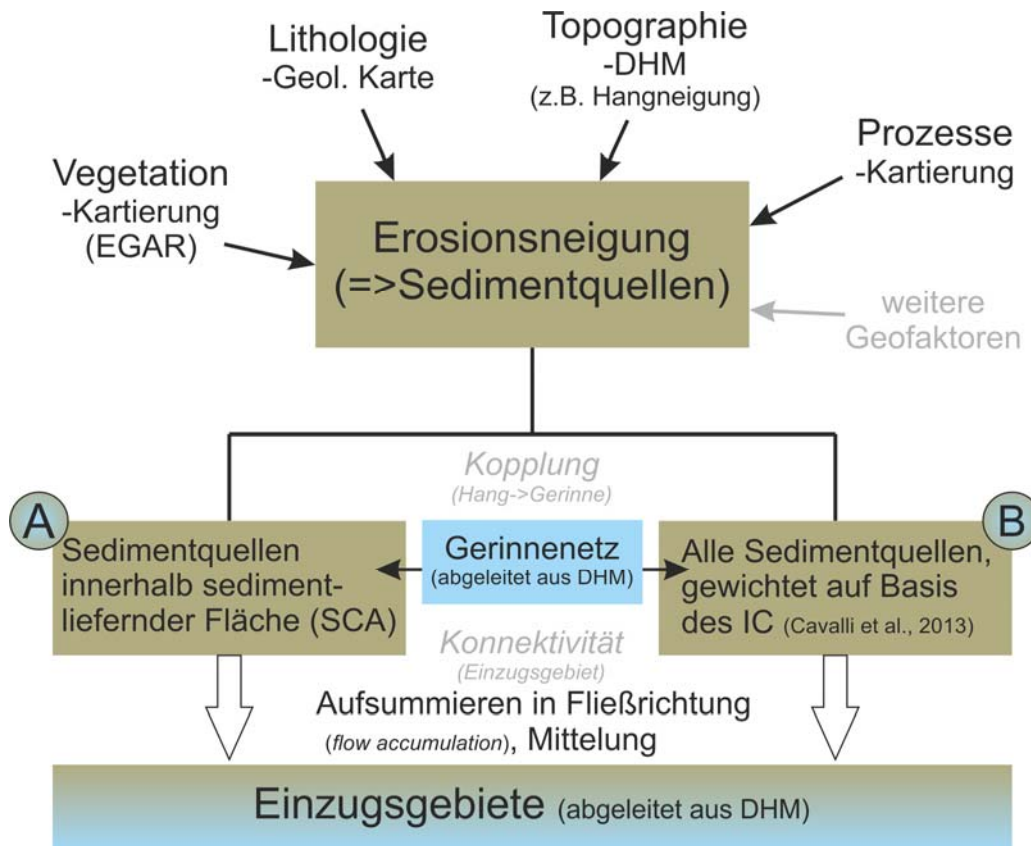 Lithologie
-Geol. Karte
Topographie
-DHM
(z.B. Hangneigung)
Prozesse
-Kartierung
Vegetation
-Kartierung
(EGAR)
Erosionsneigung
(=>Sedimentquellen)
weitere
Geofaktoren
Kopplung
(Hang->Gerinne)
A
Sedimentquellen
innerhalb sediment-
liefernder Fläche (SCA)
Gerinnenetz
(abgeleitet aus DHM)
B
Alle Sedimentquellen,
gewichtet auf Basis
des IC (Cavalli et al., 2013)
Konnektivität
(Einzugsgebiet)
Aufsummieren in Fließrichtung
(flow accumulation), Mittelung
Einzugsgebiete (abgeleitet aus DHM)